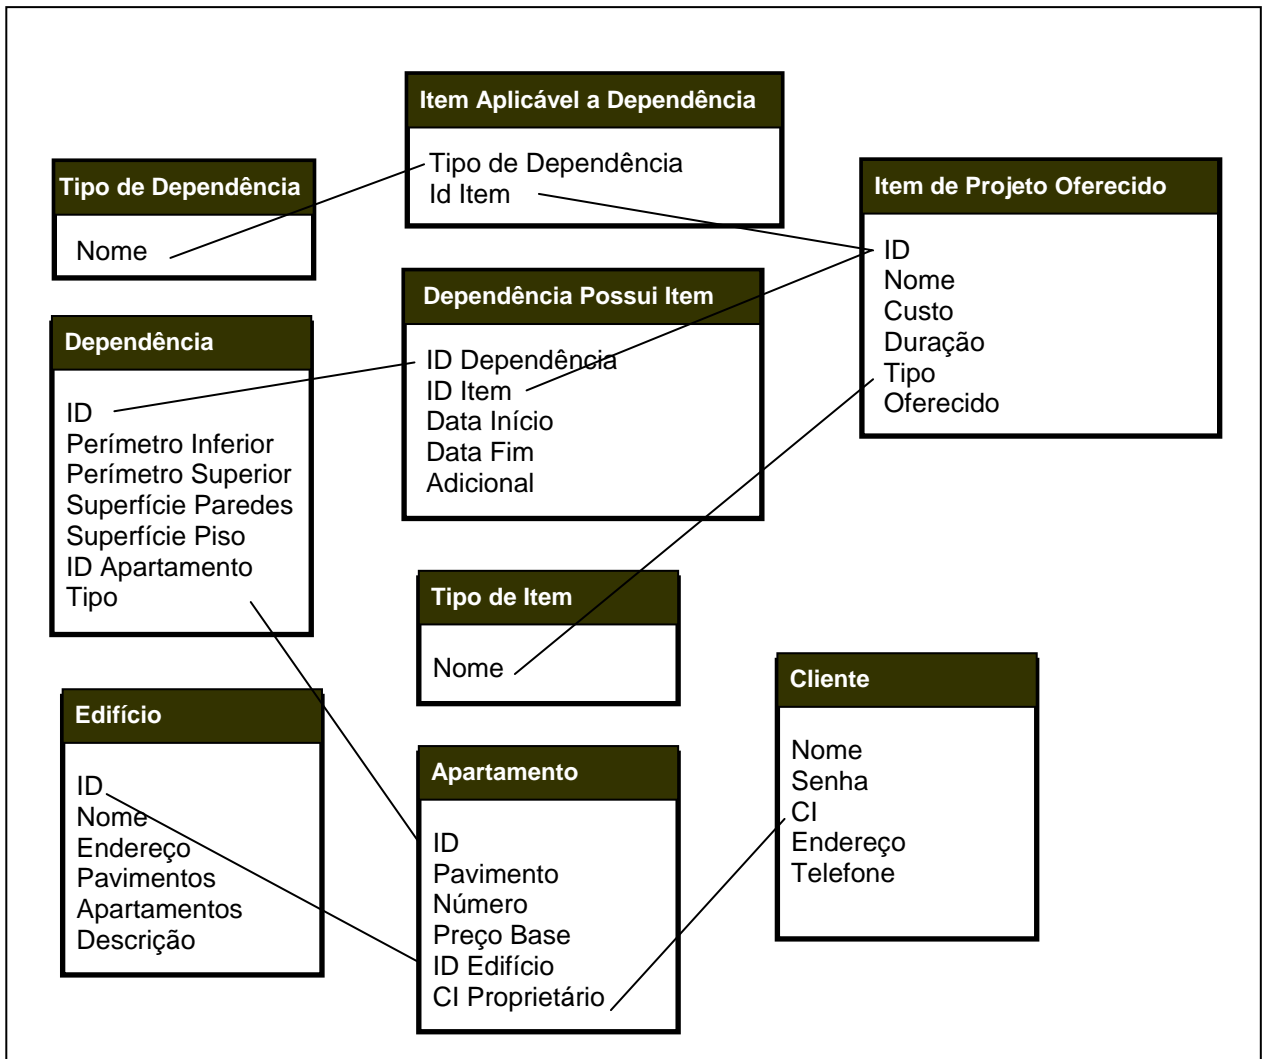 Item Aplicável a Dependência
Tipo de Dependência
Id Item
Tipo de Dependência
Nome
Item de Projeto Oferecido
ID
Nome
Custo
Duração
Tipo
Oferecido
Dependência Possui Item
ID Dependência
ID Item
Data Início
Data Fim
Adicional
Dependência
ID
Perímetro Inferior
Perímetro Superior
Superfície Paredes
Superfície Piso
ID Apartamento
Tipo
Tipo de Item
Nome
Cliente
Nome
Senha
CI
Endereço
Telefone
Edifício
ID
Nome
Endereço
Pavimentos
Apartamentos
Descrição
Apartamento
ID
Pavimento
Número
Preço Base
ID Edifício
CI Proprietário